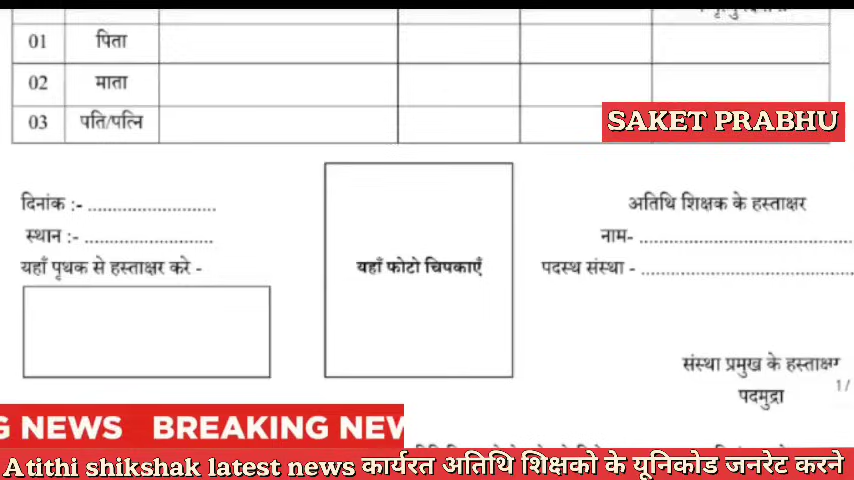 01 पिता
02 माता
03 पति/पत्नि
SAKET PRABHU
दिनांक :- ..........................
अतिथि शिक्षक के हस्ताक्षर
स्थान :- ..........................
नाम- ...........................................
यहाँ पृथक से हस्ताक्षर करे -
यहाँ फोटो चिपकाएँ
पदस्थ संस्था - ...........................................
संस्था प्रमुख के हस्ताक्षर
1/
पदमुद्रा
G NEWS BREAKING NEW
Atithi shikshak latest news कार्यरत अतिथि शिक्षको के यूनिकोड जनरेट करने